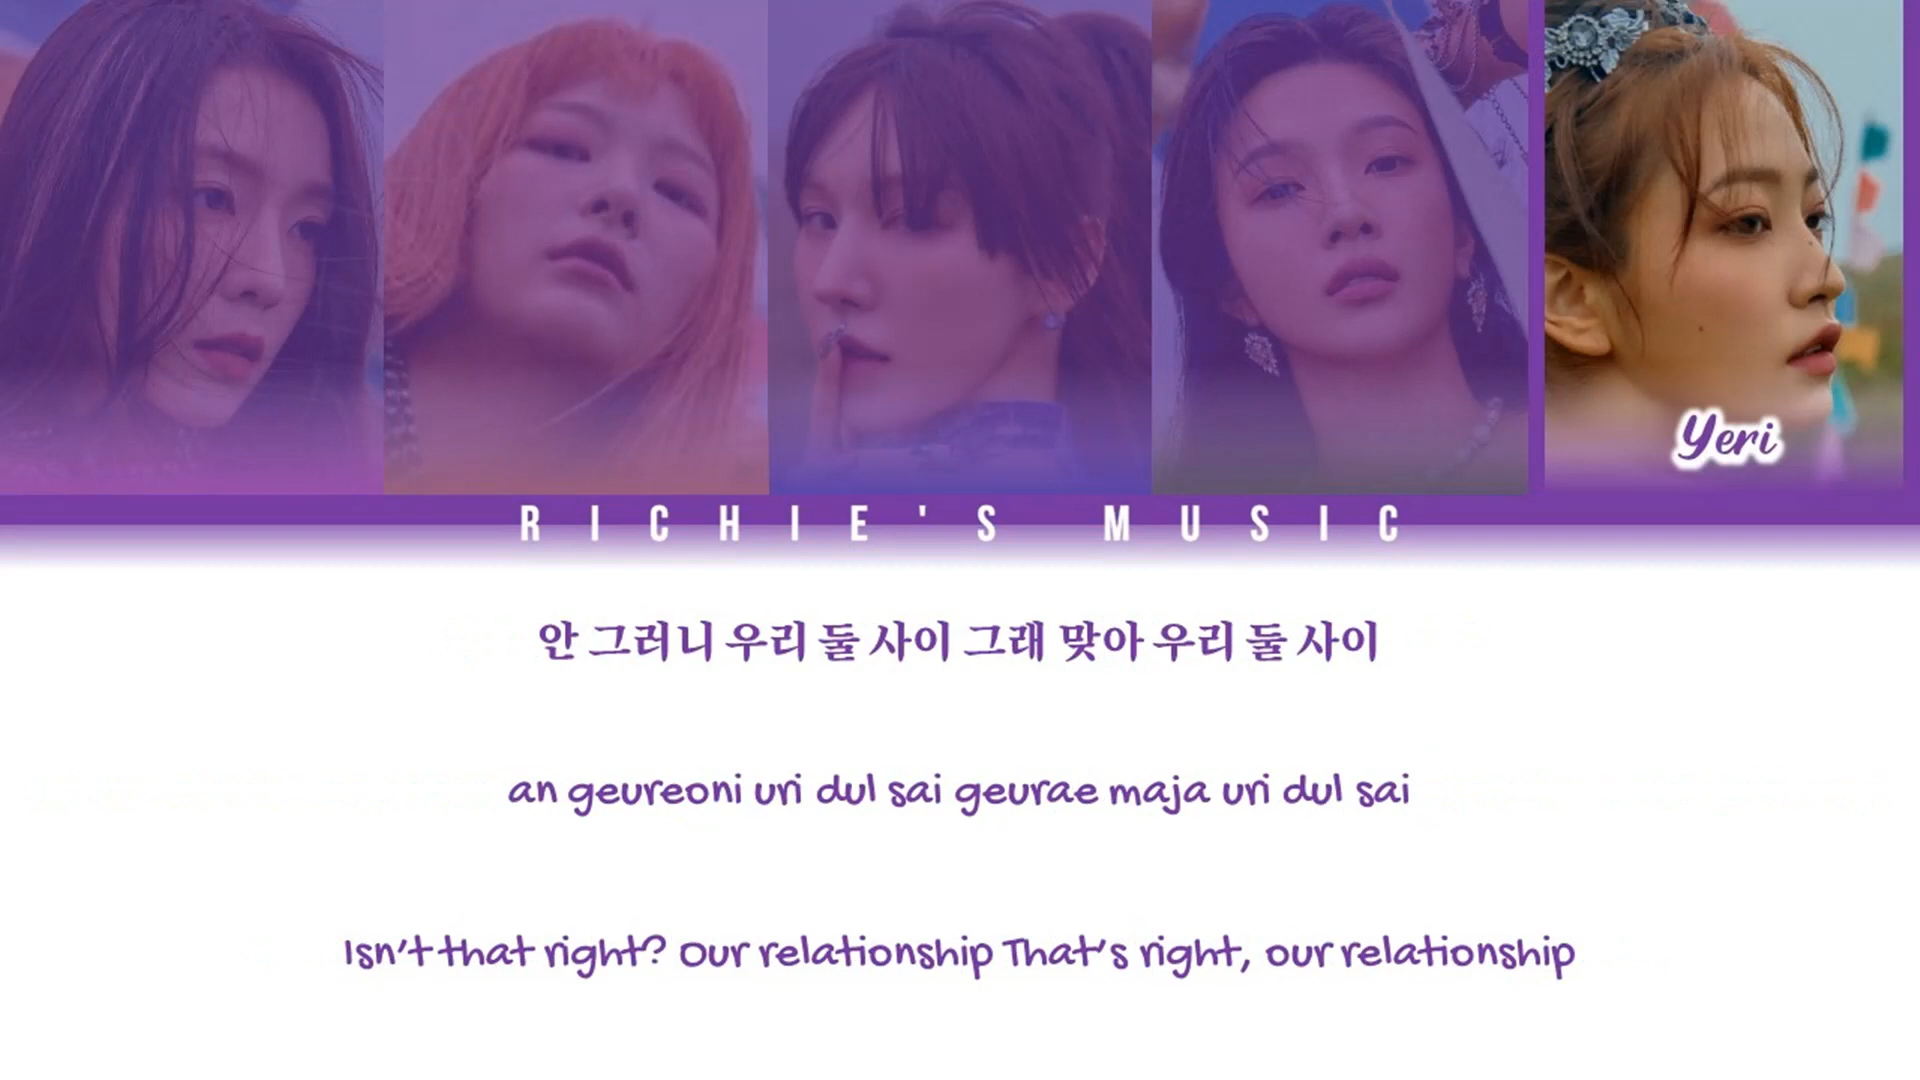 Yeri
RICHIE'S MUSIC
안 그러니 우리 둘 사이 그래 맞아 우리 둘 사이
an geureoni uri dul sai geurae maja uri dul sai
Isn't that right? Our relationship That's right, our relationship